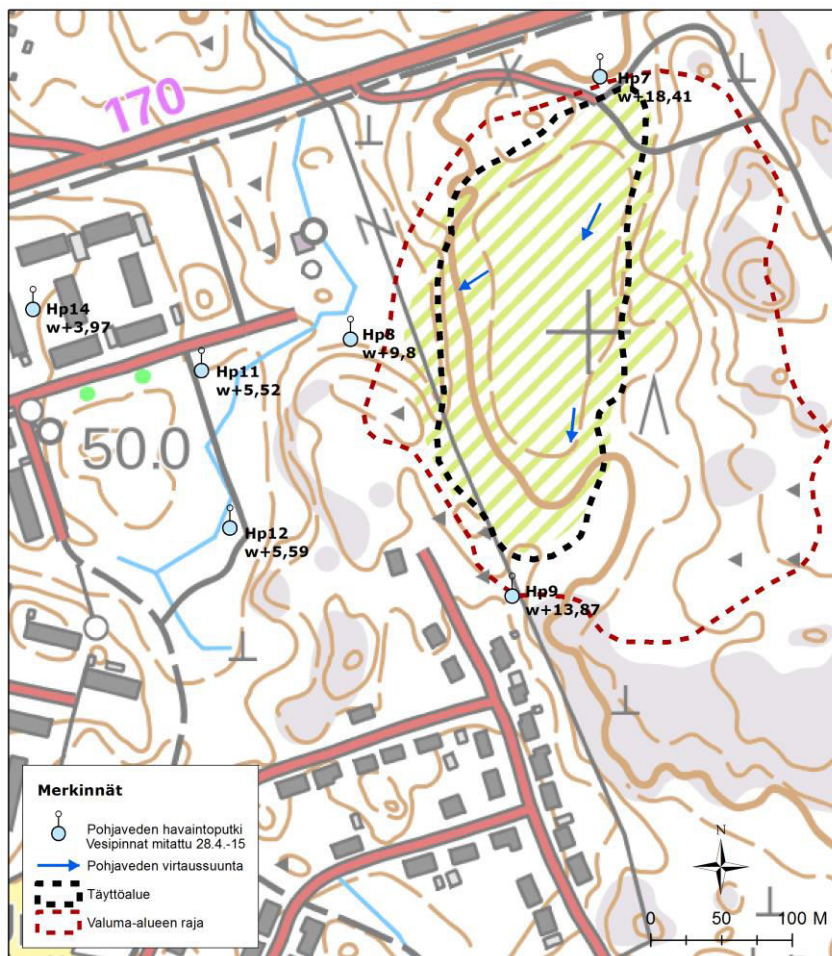 170
Hp7
w+18,41
Hp14
w+3,97
Hp8
w+9,8
Hp11
w+5,52
50.0
Hp12
w+5,59
Hp9
w+13,87
Merkinnät
Pohjaveden havaintoputki
Vesipinnat mitattu 28.4.-15
Pohjaveden virtaussuunta
Täyttöalue
Valuma-alueen raja
N
0 50 100 M